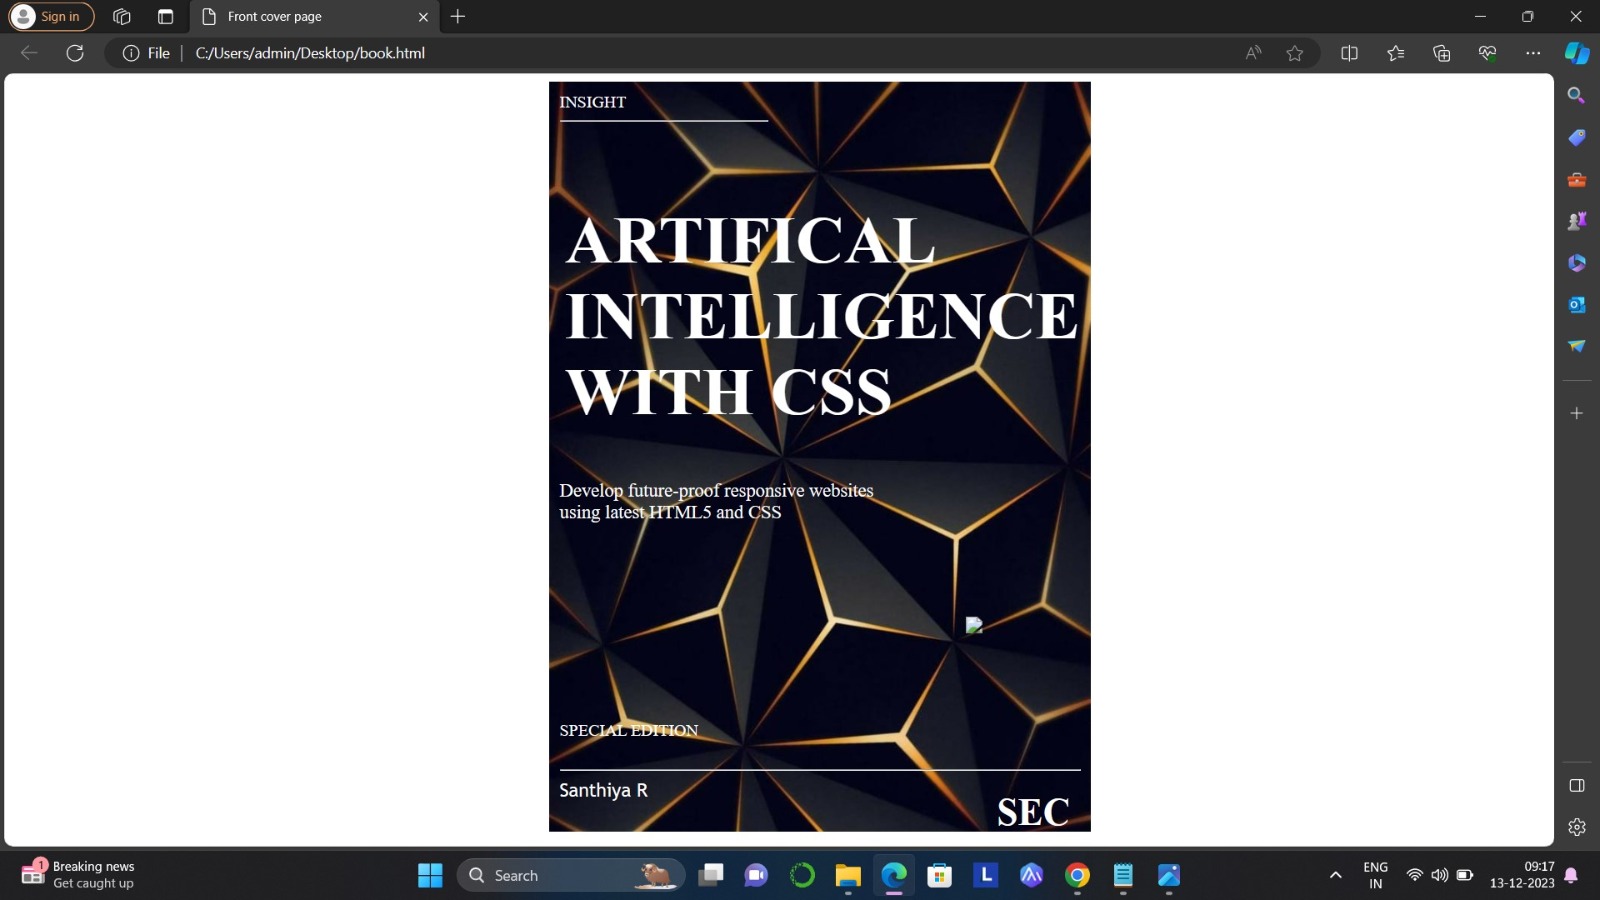 Sign in
Front cover page
File
C:/Users/admin/Desktop/book.html
INSIGHT
ARTIFICAL
INTELLIGENCE
WITH CSS
Develop future-proof responsive websites
using latest HTML5 and CSS
SPECIAL EDITION
Santhiya R
SEC
1
Breaking news
Get caught up
Search
L
ENG
IN
09:17
13-12-2023